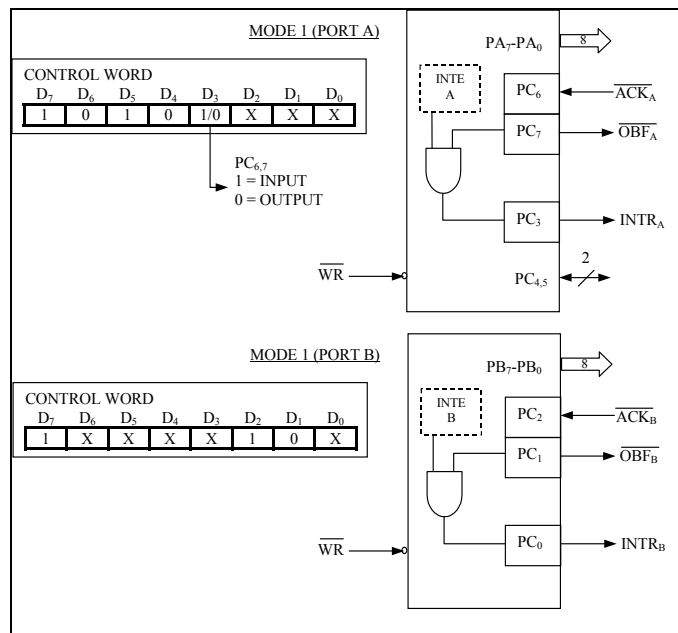 MODE 1 (PORT A)
PA7-PA0
8
CONTROL WORD
D7 D6 D5 D4 D3 D2 D1 D0
1 0 1 0 1/0 X X X
INTE
A
PC6
ACKA
PC7
OBFA
PC6,7
1 = INPUT
0 = OUTPUT
PC3
INTRA
WR
2
PC4,5
MODE 1 (PORT B)
PB7-PB0
8
CONTROL WORD
D7 D6 D5 D4 D3 D2 D1 D0
1 X X X X 1 0 X
INTE
B
PC2
ACKB
PC1
OBFB
PC0
INTRB
WR